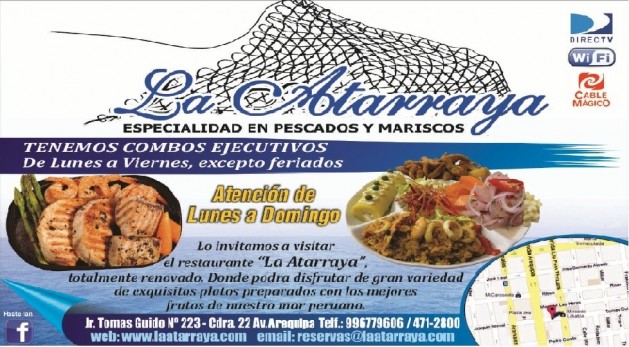 La Atarraya
ESPECIALIDAD EN PESCADOS Y MARISCOS
DIRECTV
Wi Fi
CABLE
MÁGICO
TENEMOS COMBOS EJECUTIVOS
De Lunes a Viernes, excepto feriados
Atención de
Lunes a Domingo
Lo invitamos a visitar
el restaurante "La Atarraya",
totalmente renovado. Donde podra disfrutar de gran variedad
de exquisitos platos preparados con los mejores
frutos de nuestro mar peruano.
Hazte fan
f
Jr. Tomas Guido Nº 223 - Cdra. 22 Av. Arequipa Telf.: 996779606 / 471-2800
web: www.laatarraya.com email: reservas@laatarraya.com